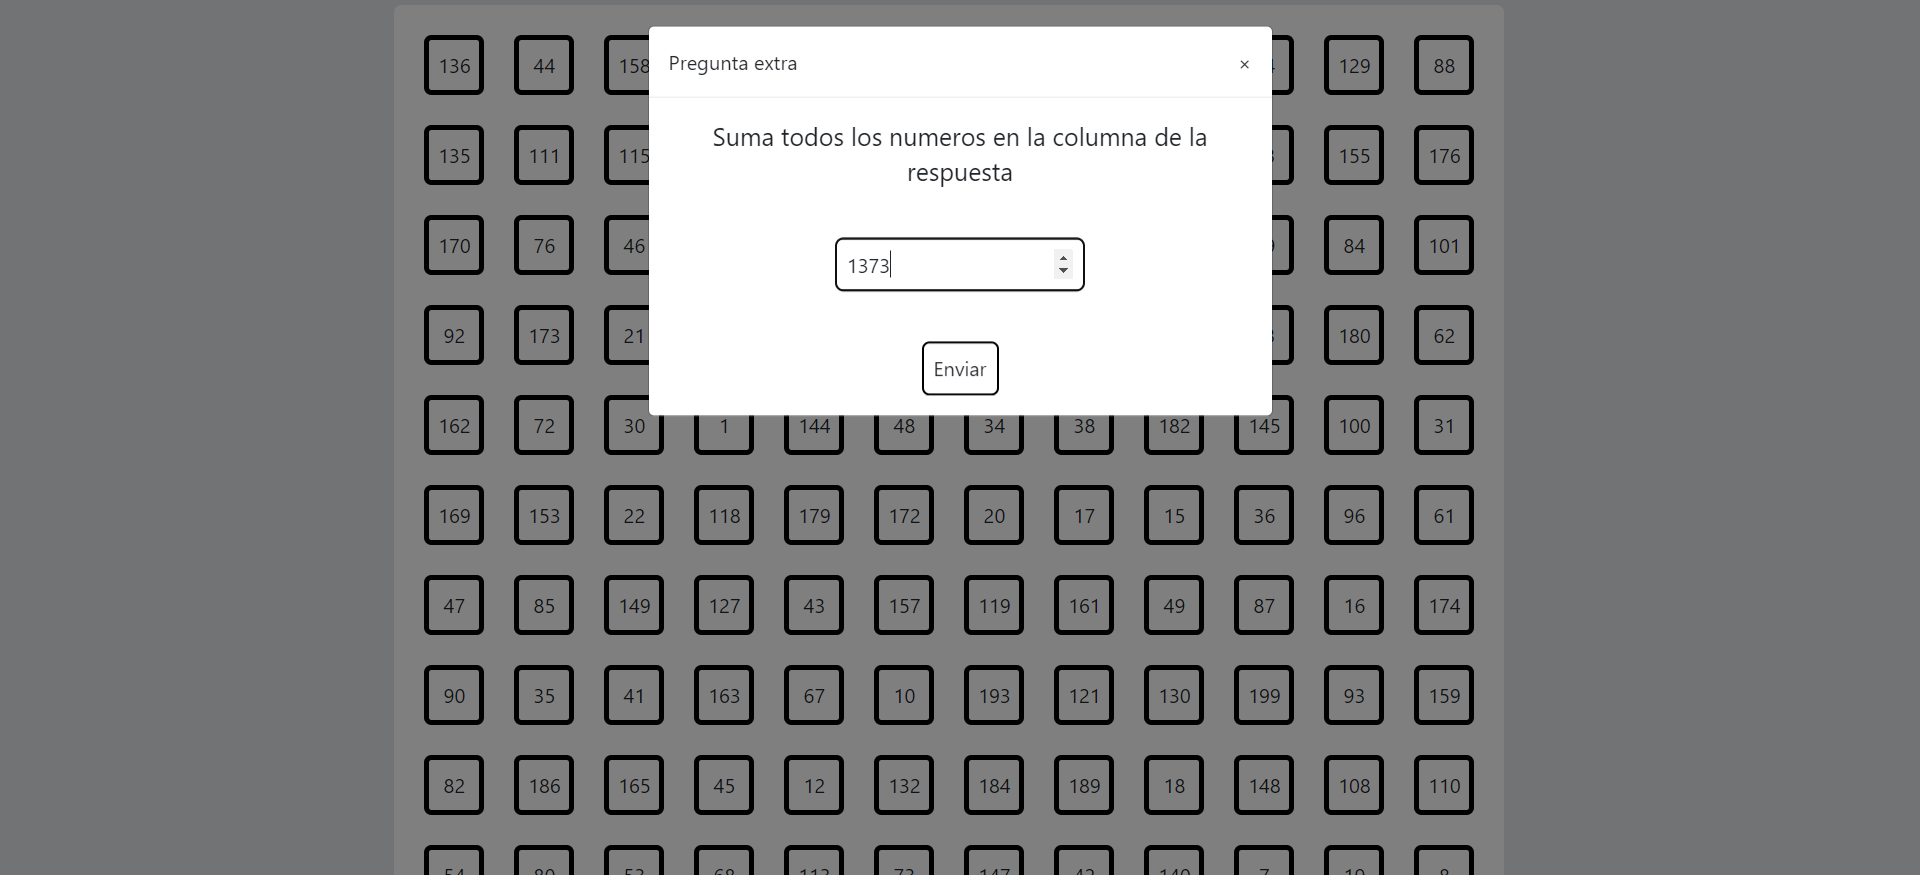 Pregunta extra ×
Suma todos los numeros en la columna de la
respuesta
1373
Enviar
136 44 158 129 88
135 111 115 155 176
170 76 46 84 101
92 173 21 180 62
162 72 30 1 144 48 34 38 182 145 100 31
169 153 22 118 179 172 20 17 15 36 96 61
47 85 149 127 43 157 119 161 49 87 16 174
90 35 41 163 67 10 193 121 130 199 93 159
82 186 165 45 12 132 184 189 18 148 108 110